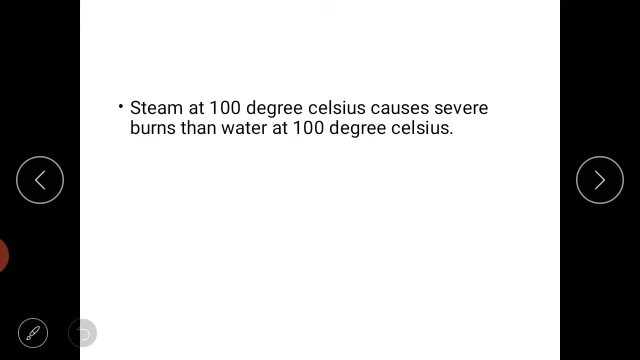 • Steam at 100 degree celsius causes severe
burns than water at 100 degree celsius.